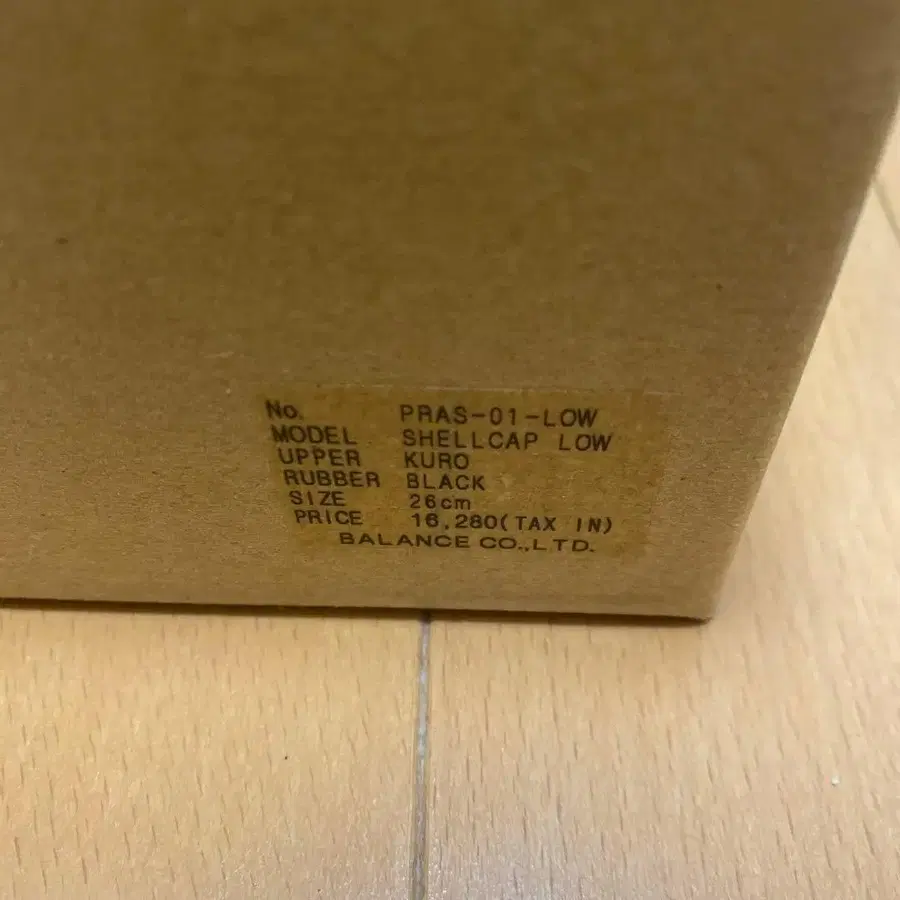 No. PRAS-01-LOW
MODEL SHELLCAP LOW
UPPER KURO
RUBBER BLACK
SIZE 26cm
PRICE 16,280(TAX IN)
BALANCE CO.,LTD.